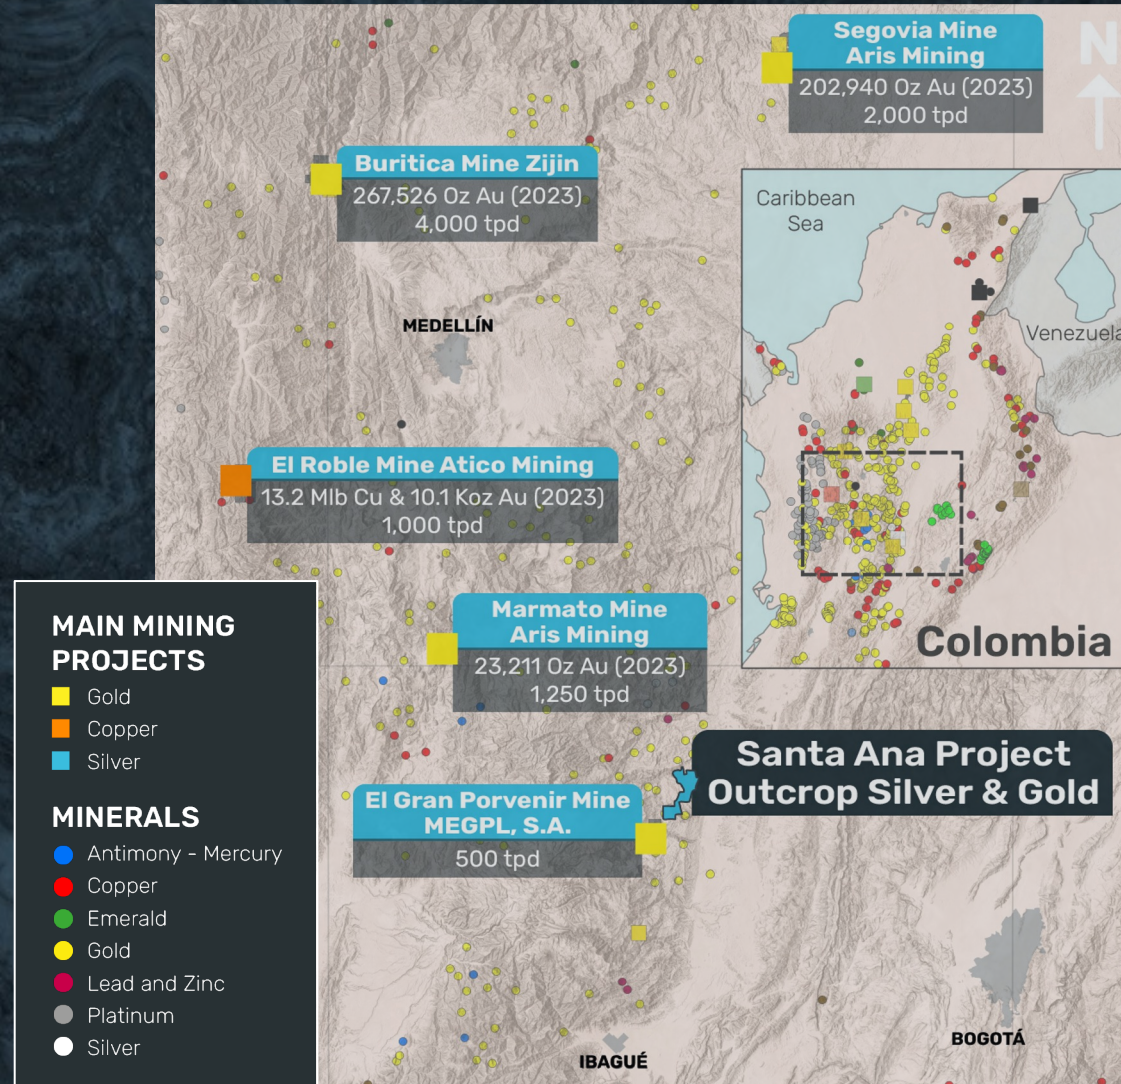 Segovia Mine
Aris Mining
202,940 Oz Au (2023)
2,000 tpd
N
Buritica Mine Zijin
267,526 Oz Au (2023)
4,000 tpd
Caribbean
Sea
Venezuela
MEDELLÍN
El Roble Mine Atico Mining
13.2 Mlb Cu & 10.1 Koz Au (2023)
1,000 tpd
Colombia
Marmato Mine
Aris Mining
23,211 Oz Au (2023)
1,250 tpd
Santa Ana Project
Outcrop Silver & Gold
El Gran Porvenir Mine
MEGPL, S.A.
500 tpd
BOGOTÁ
IBAGUÉ
MAIN MINING
PROJECTS
Gold
Copper
Silver
MINERALS
Antimony - Mercury
Copper
Emerald
Gold
Lead and Zinc
Platinum
Silver